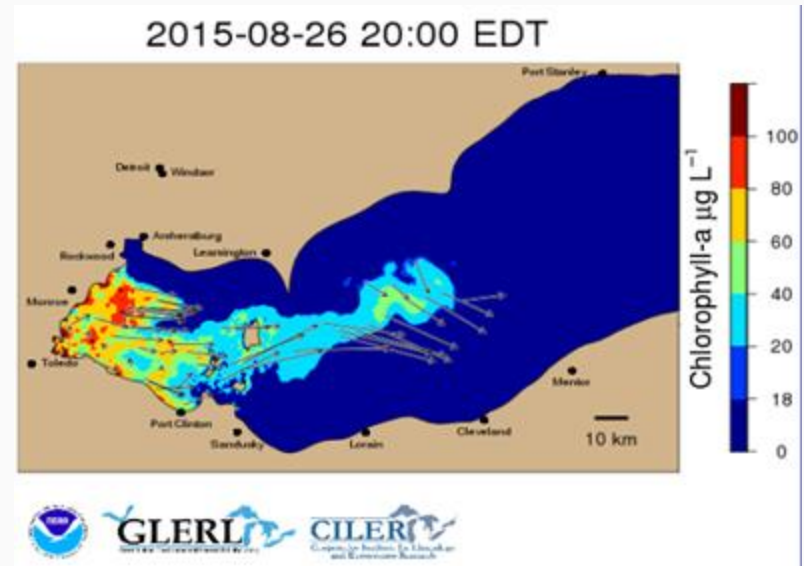 2015-08-26 20:00 EDT
Port Stanley
Detroit
Windsor
Amherstburg
Rockwood
Leamington
Monroe
Toledo
Port Clinton
Sandusky
Lorain
Cleveland
Mentor
10 km
Chlorophyll-a µg L⁻¹
100
80
60
40
20
18
0
NOAA
GLERL
CILER